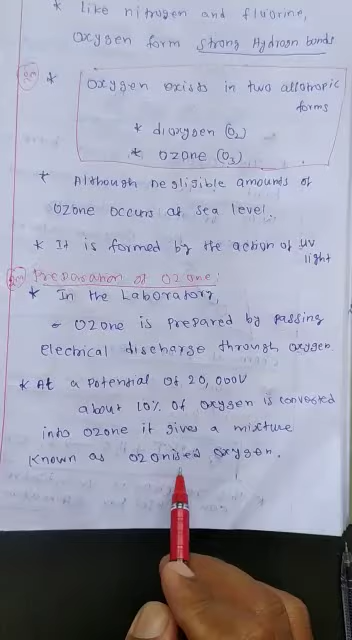 * Like nitrogen and fluorine,
oxygen form strong Hydrogn bonds
* Oxygen exists in two allotropic
forms
* dioxygen (O2)
* ozone (O3)
* Although negligible amounts of
ozone occurs at sea level.
* It is formed by the action of uv
light
Preparation of Ozone:
* In the Laboratory,
ozone is prepared by passing
electrical discharge through oxygen
* At a potential of 20,000V
about 10% of oxygen is converted
into ozone it gives a mixture
known as ozonised oxygen.